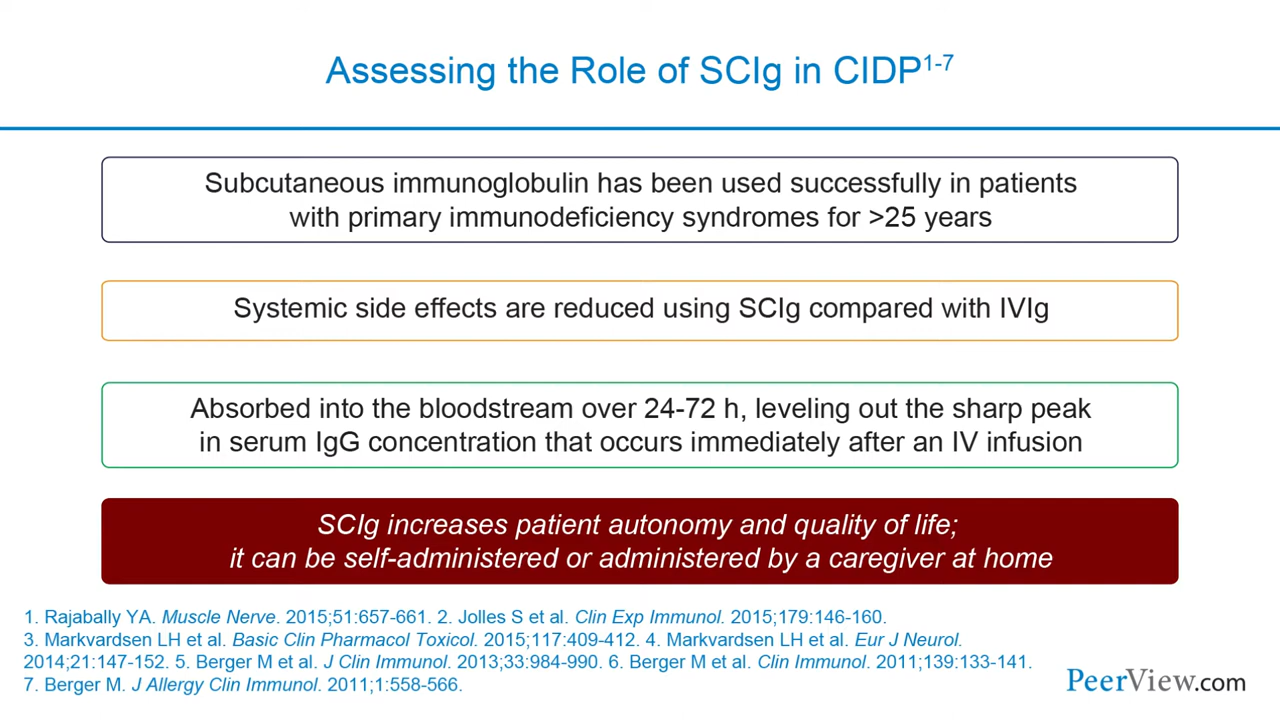 Assessing the Role of SCIg in CIDP1-7
Subcutaneous immunoglobulin has been used successfully in patients
with primary immunodeficiency syndromes for >25 years
Systemic side effects are reduced using SCIg compared with IVIg
Absorbed into the bloodstream over 24-72 h, leveling out the sharp peak
in serum IgG concentration that occurs immediately after an IV infusion
SCIg increases patient autonomy and quality of life;
it can be self-administered or administered by a caregiver at home
1. Rajabally YA. Muscle Nerve. 2015;51:657-661. 2. Jolles S et al. Clin Exp Immunol. 2015;179:146-160.
3. Markvardsen LH et al. Basic Clin Pharmacol Toxicol. 2015;117:409-412. 4. Markvardsen LH et al. Eur J Neurol.
2014;21:147-152. 5. Berger M et al. J Clin Immunol. 2013;33:984-990. 6. Berger M et al. Clin Immunol. 2011;139:133-141.
7. Berger M. J Allergy Clin Immunol. 2011;1:558-566.
PeerView.com